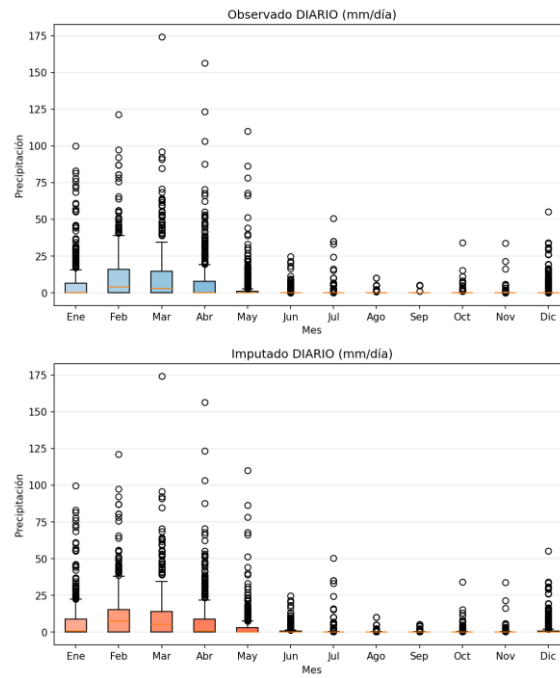 Observado DIARIO (mm/día)
175
150
125
100
75
50
25
0
Precipitación
Ene Feb Mar Abr May Jun Jul Ago Sep Oct Nov Dic
Mes
Imputado DIARIO (mm/día)
175
150
125
100
75
50
25
0
Precipitación
Ene Feb Mar Abr May Jun Jul Ago Sep Oct Nov Dic
Mes